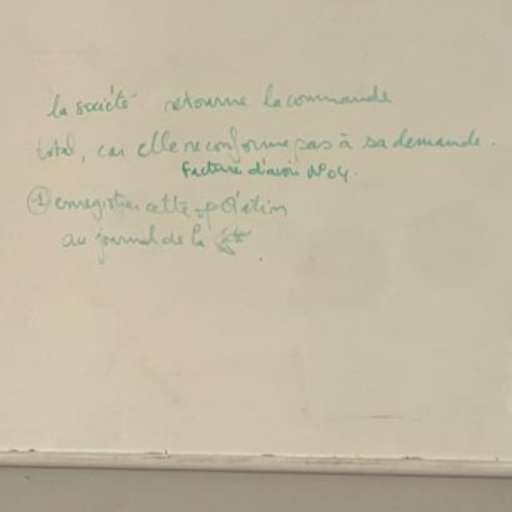 la société retourne la commande
total, car elle ne conforme pas à sa demande.
Facture d'avoir N°04.
① enregistrer cette opération
au journal de la Sté